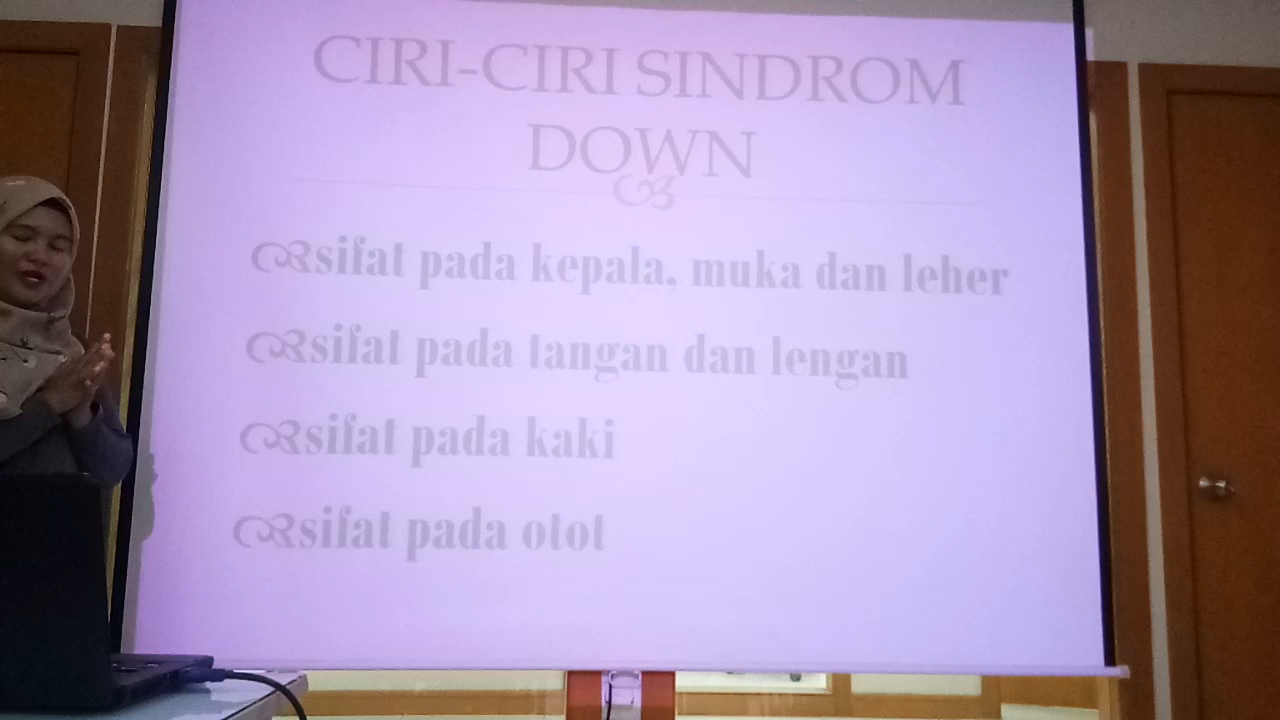 CIRI-CIRI SINDROM
DOWN
sifat pada kepala, muka dan leher
sifat pada tangan dan lengan
sifat pada kaki
sifat pada otot